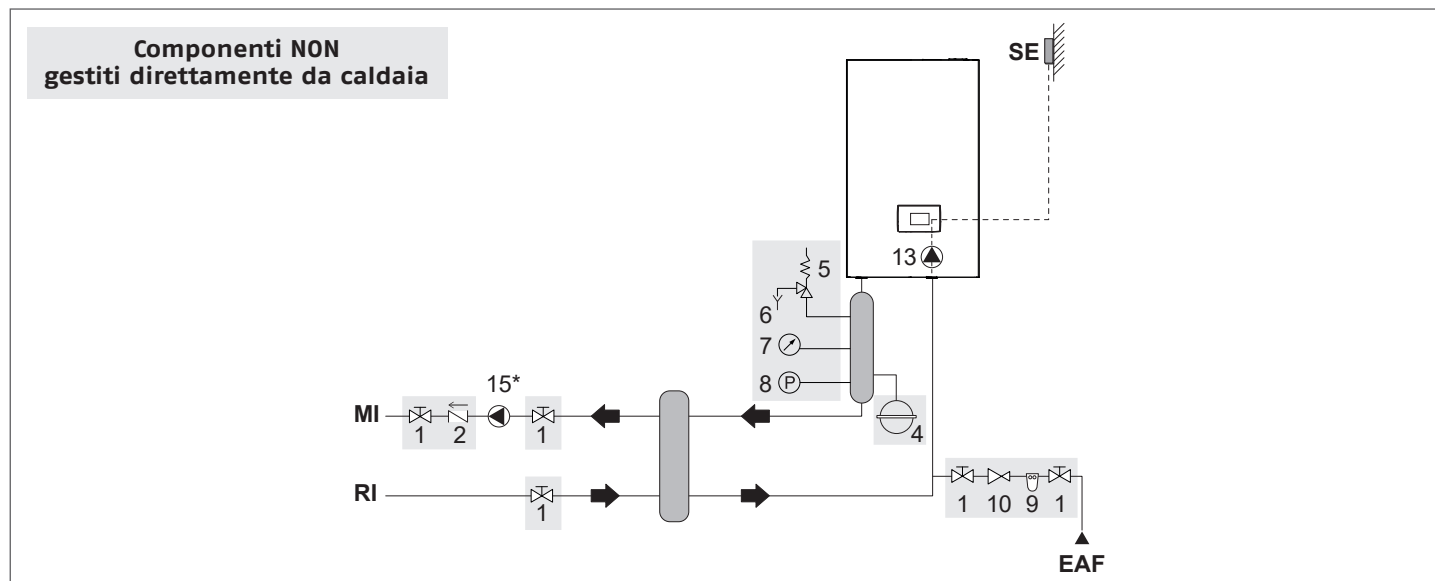 Componenti NON
gestiti direttamente da caldaia
SE
13
5
6
7
8 P
15*
MI
1 2 1
4
RI
1
1 10 9 1
EAF